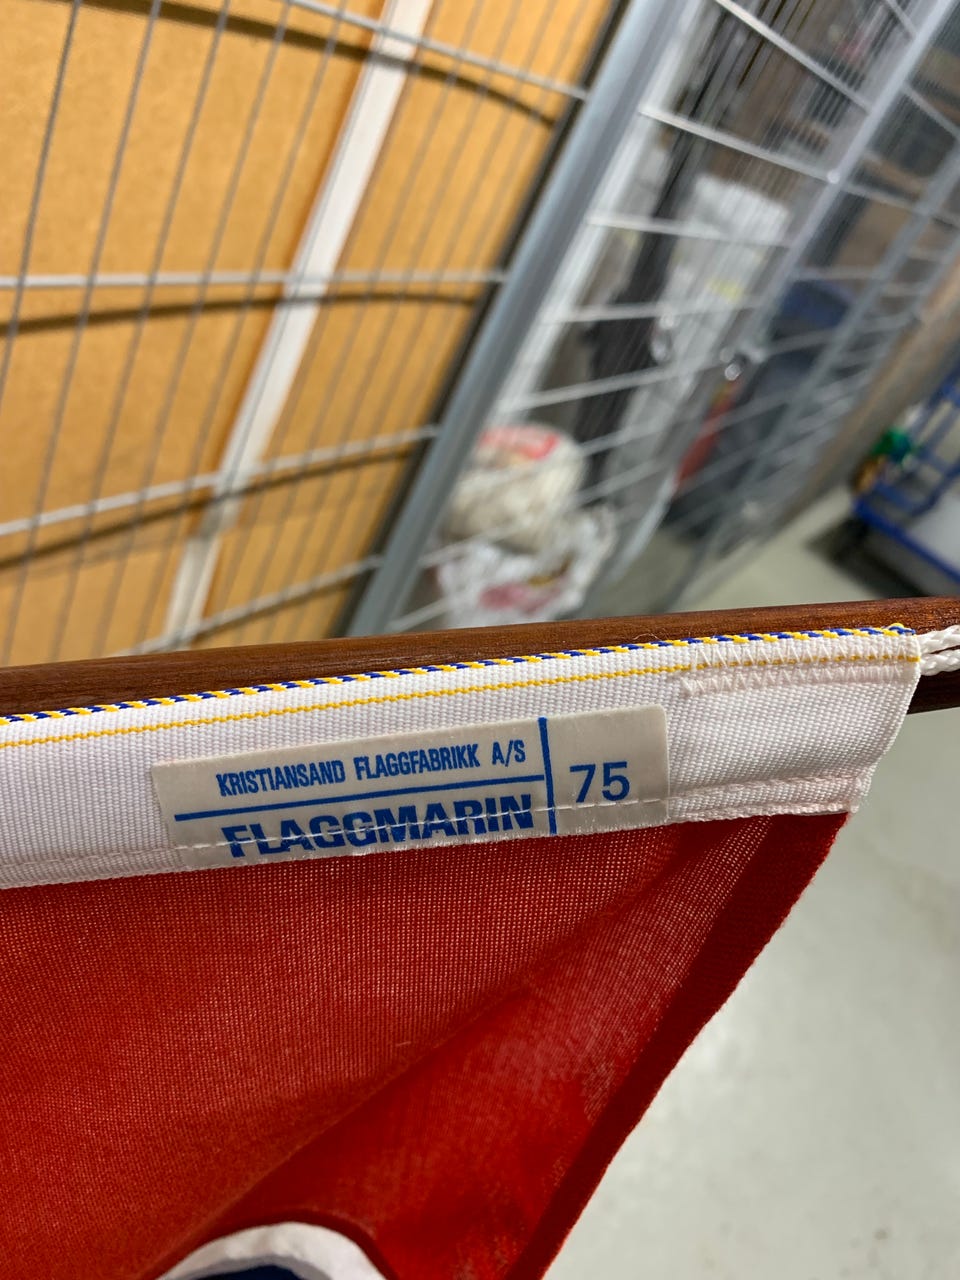 KRISTIANSAND FLAGGFABRIKK A/S
FLAGGMARIN
75